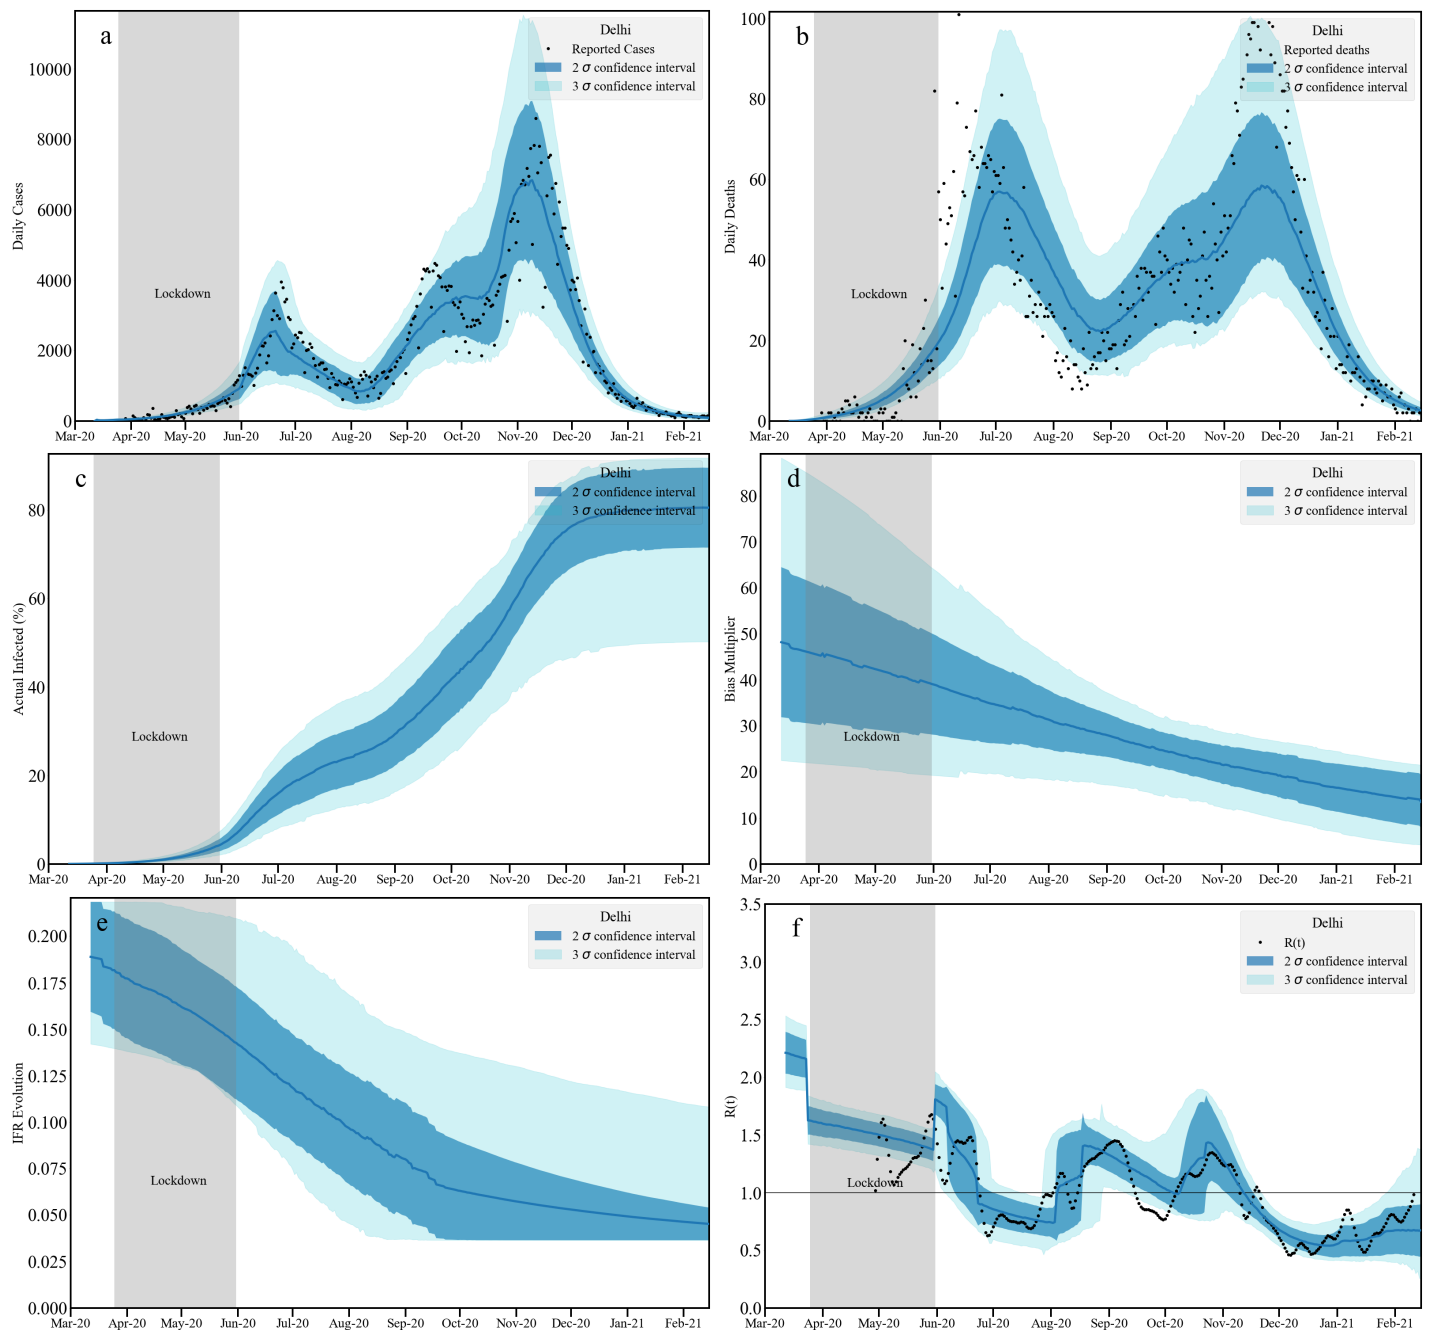 a
Delhi
Reported Cases
2 σ confidence interval
3 σ confidence interval
Lockdown
Daily Cases
10000
8000
6000
4000
2000
0
Mar-20 Apr-20 May-20 Jun-20 Jul-20 Aug-20 Sep-20 Oct-20 Nov-20 Dec-20 Jan-21 Feb-21
b
Delhi
Reported deaths
2 σ confidence interval
3 σ confidence interval
Lockdown
Daily Deaths
100
80
60
40
20
0
Mar-20 Apr-20 May-20 Jun-20 Jul-20 Aug-20 Sep-20 Oct-20 Nov-20 Dec-20 Jan-21 Feb-21
c
Delhi
2 σ confidence interval
3 σ confidence interval
Lockdown
Actual Infected (%)
80
60
40
20
0
Mar-20 Apr-20 May-20 Jun-20 Jul-20 Aug-20 Sep-20 Oct-20 Nov-20 Dec-20 Jan-21 Feb-21
d
Delhi
2 σ confidence interval
3 σ confidence interval
Lockdown
Bias Multiplier
80
70
60
50
40
30
20
10
0
Mar-20 Apr-20 May-20 Jun-20 Jul-20 Aug-20 Sep-20 Oct-20 Nov-20 Dec-20 Jan-21 Feb-21
e
Delhi
2 σ confidence interval
3 σ confidence interval
Lockdown
IFR Evolution
0.200
0.175
0.150
0.125
0.100
0.075
0.050
0.025
0.000
Mar-20 Apr-20 May-20 Jun-20 Jul-20 Aug-20 Sep-20 Oct-20 Nov-20 Dec-20 Jan-21 Feb-21
f
Delhi
R(t)
2 σ confidence interval
3 σ confidence interval
Lockdown
R(t)
3.5
3.0
2.5
2.0
1.5
1.0
0.5
0.0
Mar-20 Apr-20 May-20 Jun-20 Jul-20 Aug-20 Sep-20 Oct-20 Nov-20 Dec-20 Jan-21 Feb-21